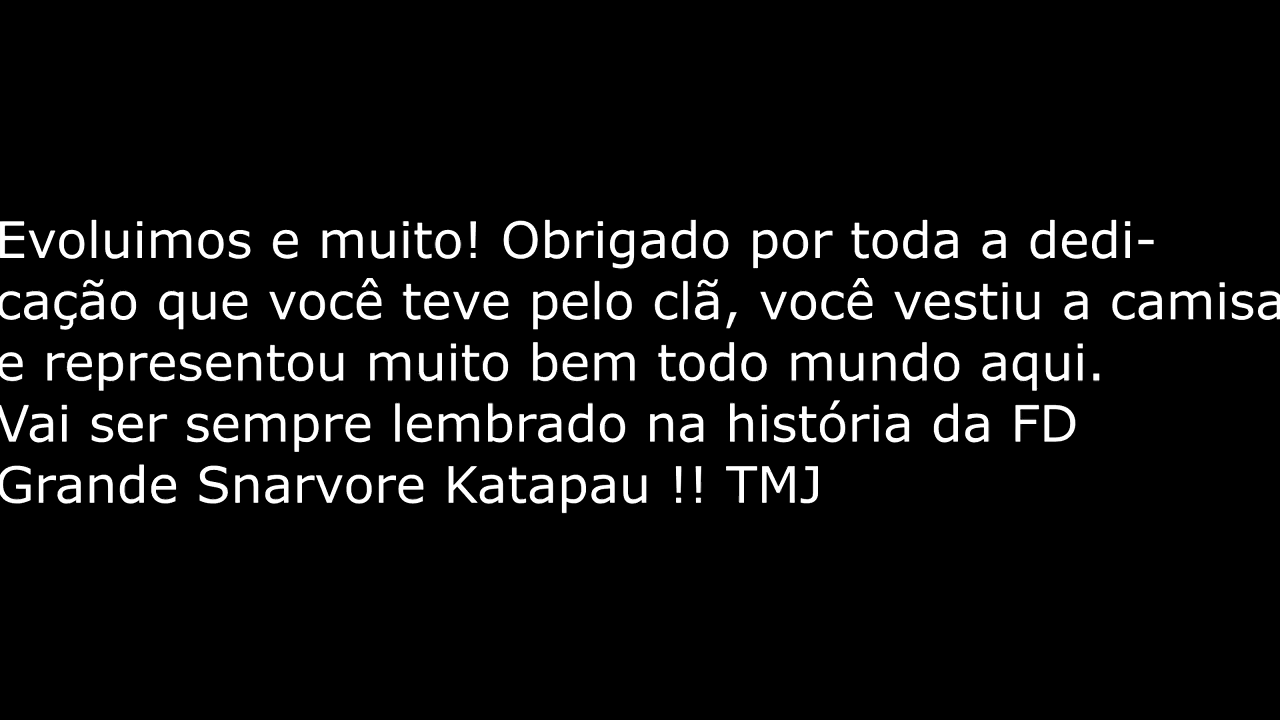 Evoluimos e muito! Obrigado por toda a dedi-
cação que você teve pelo clã, você vestiu a camisa
e representou muito bem todo mundo aqui.
Vai ser sempre lembrado na história da FD
Grande Snarvore Katapau !! TMJ